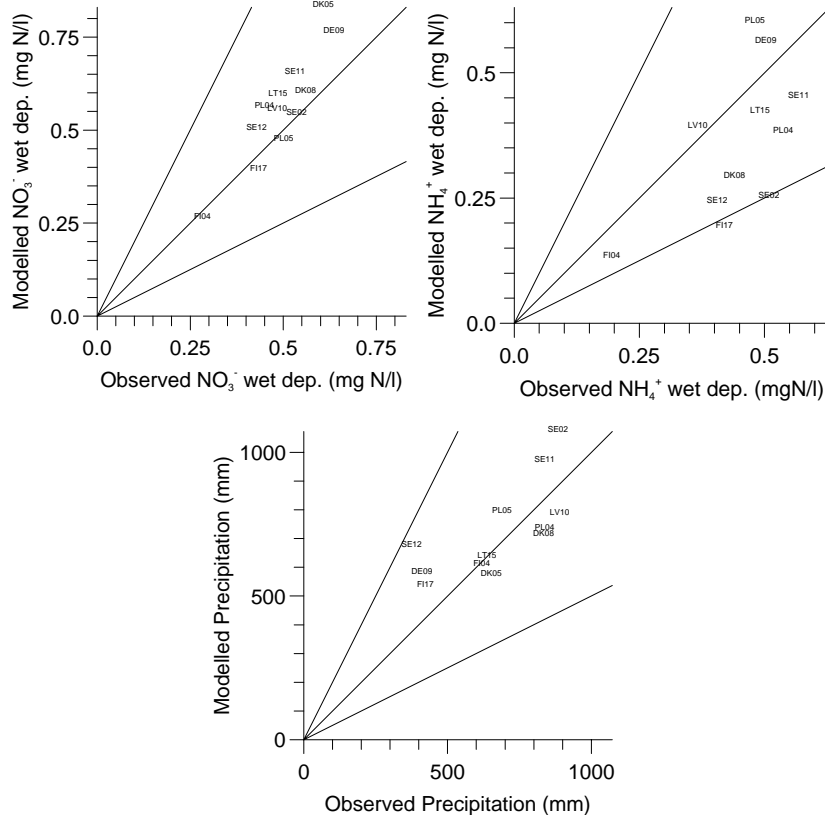 Modelled NO₃⁻ wet dep. (mg N/l)
0.75
0.50
0.25
0.0
DK05
DE09
SE11
LT15 DK08
PL04 LV10 SE02
SE12
PL05
FI17
FI04
0.0 0.25 0.50 0.75
Observed NO₃⁻ wet dep. (mg N/l)
Modelled NH₄⁺ wet dep. (mg N/l)
0.5
0.25
0.0
PL05
DE09
SE11
LT15
LV10 PL04
DK08
SE02
SE12
FI17
FI04
0.0 0.25 0.5
Observed NH₄⁺ wet dep. (mgN/l)
Modelled Precipitation (mm)
1000
500
0
SE02
SE11
PL05 LV10
PL04
DK08
SE12
LT15
FI04
DE09 DK05
FI17
0 500 1000
Observed Precipitation (mm)